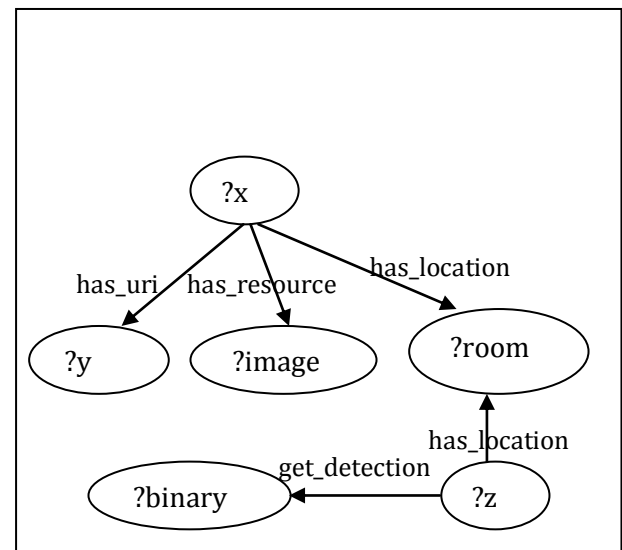 ?x
has_location
has_uri
has_resource
?y
?image
?room
has_location
get_detection
?binary
?z